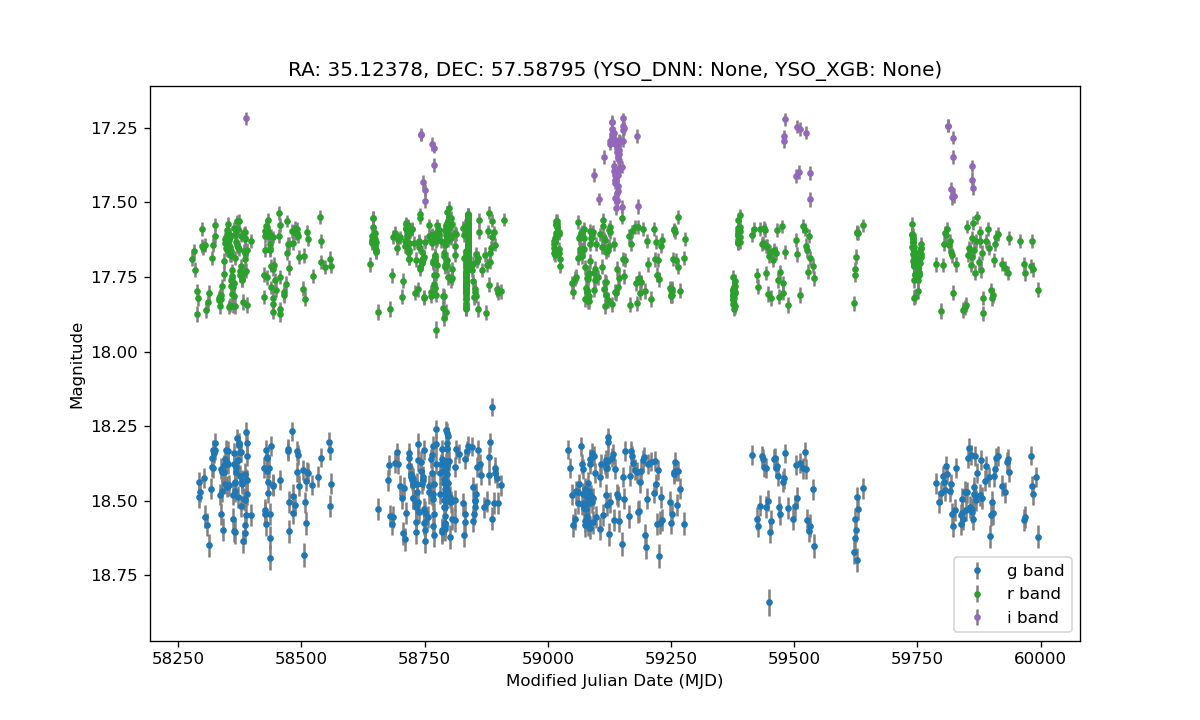 RA: 35.12378, DEC: 57.58795 (YSO_DNN: None, YSO_XGB: None)
Magnitude
17.25
17.50
17.75
18.00
18.25
18.50
18.75
g band
r band
i band
58250 58500 58750 59000 59250 59500 59750 60000
Modified Julian Date (MJD)